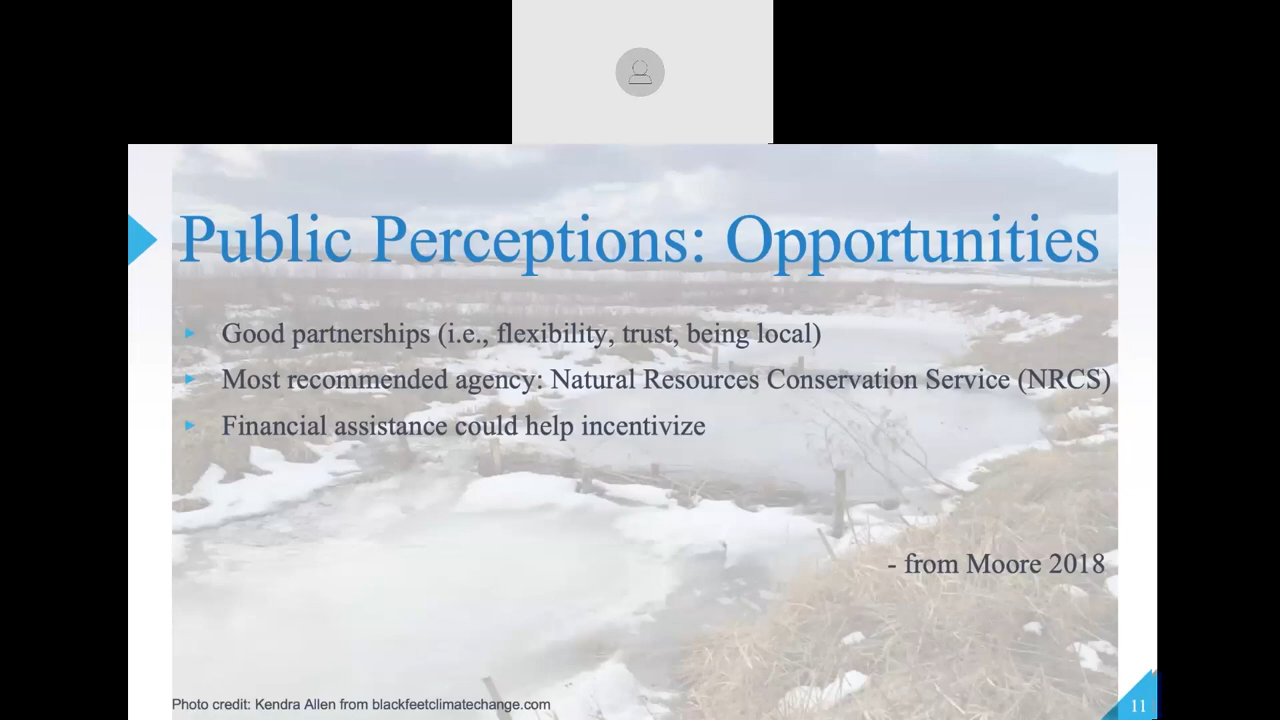 Public Perceptions: Opportunities
Good partnerships (i.e., flexibility, trust, being local)
Most recommended agency: Natural Resources Conservation Service (NRCS)
Financial assistance could help incentivize
- from Moore 2018
Photo credit: Kendra Allen from blackfeetclimatechange.com
11